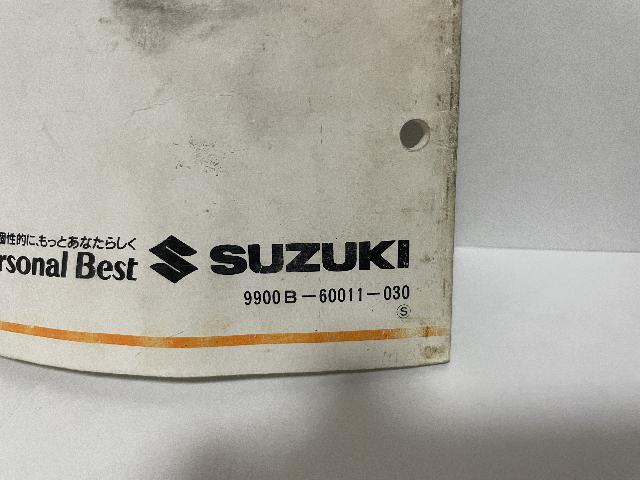 個性的に、もっとあなたらしく
rsonal Best SUZUKI
9900B-60011-030
S